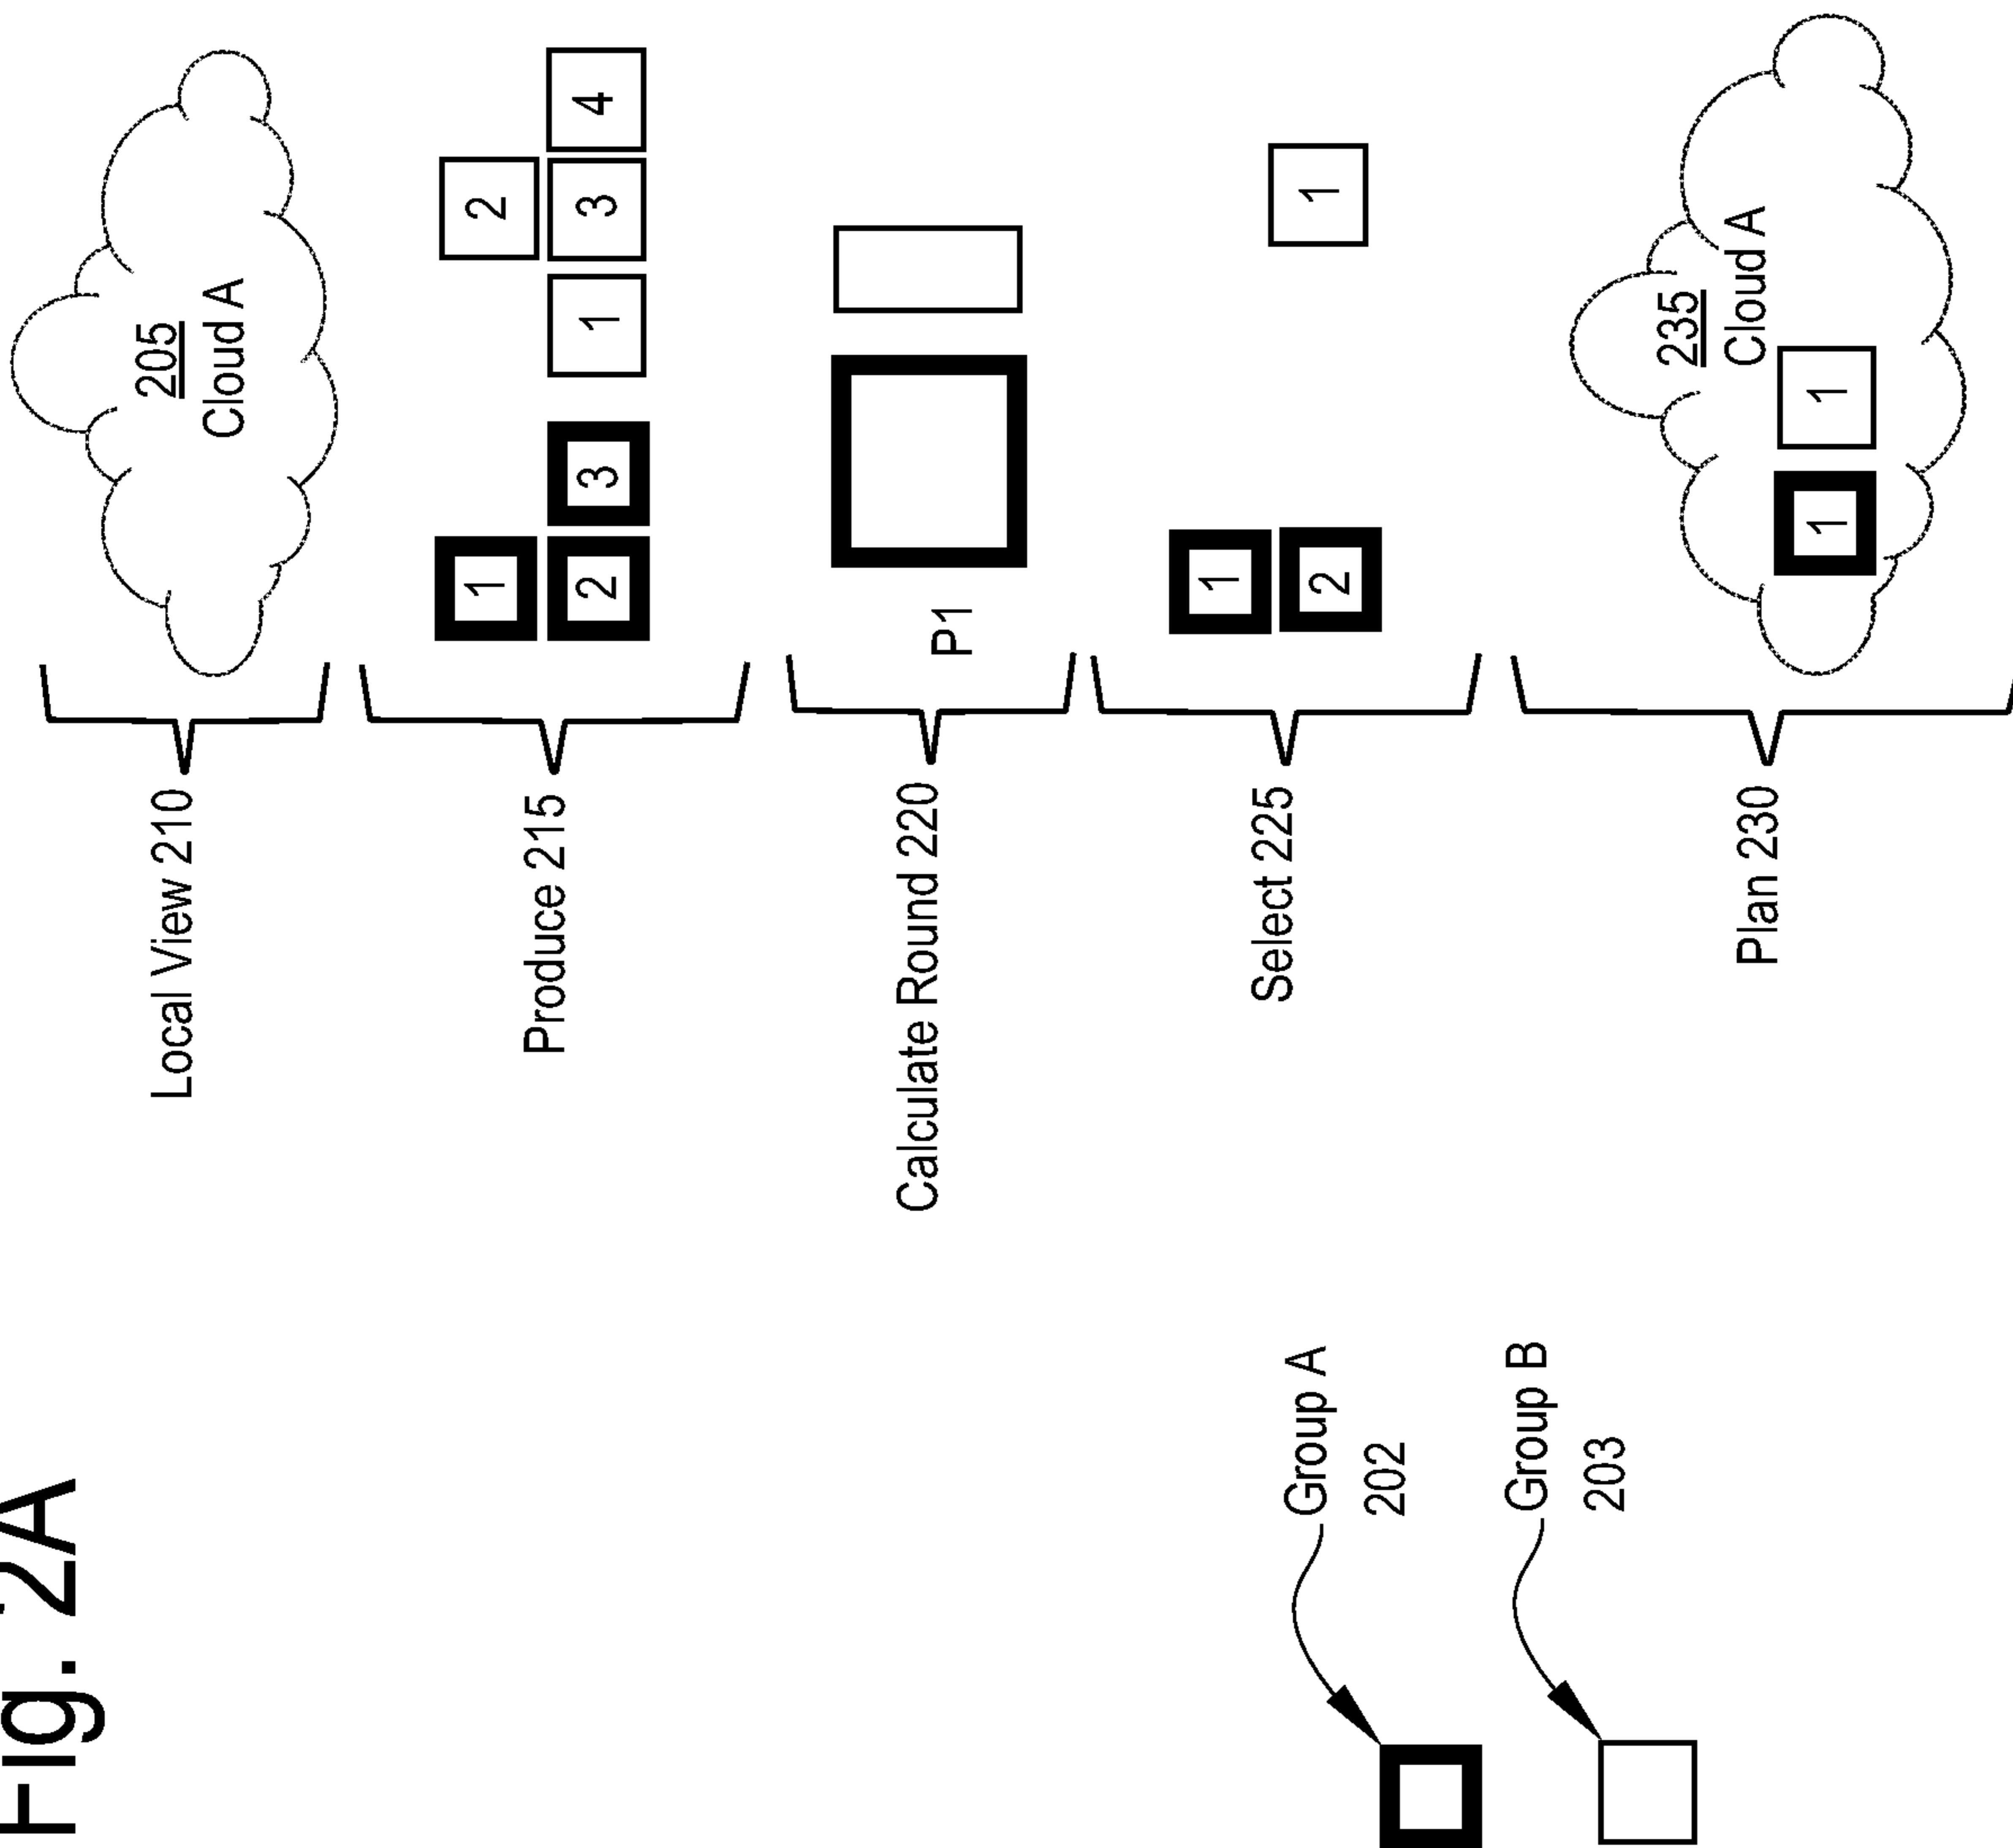 Fig. 2A
Local View 210
205
Cloud A
Produce 215
1 2
2 3 1 3 4
Calculate Round 220
P1
Select 225
1
2 1
Group A
202
Group B
203
Plan 230
235
Cloud A
1 1